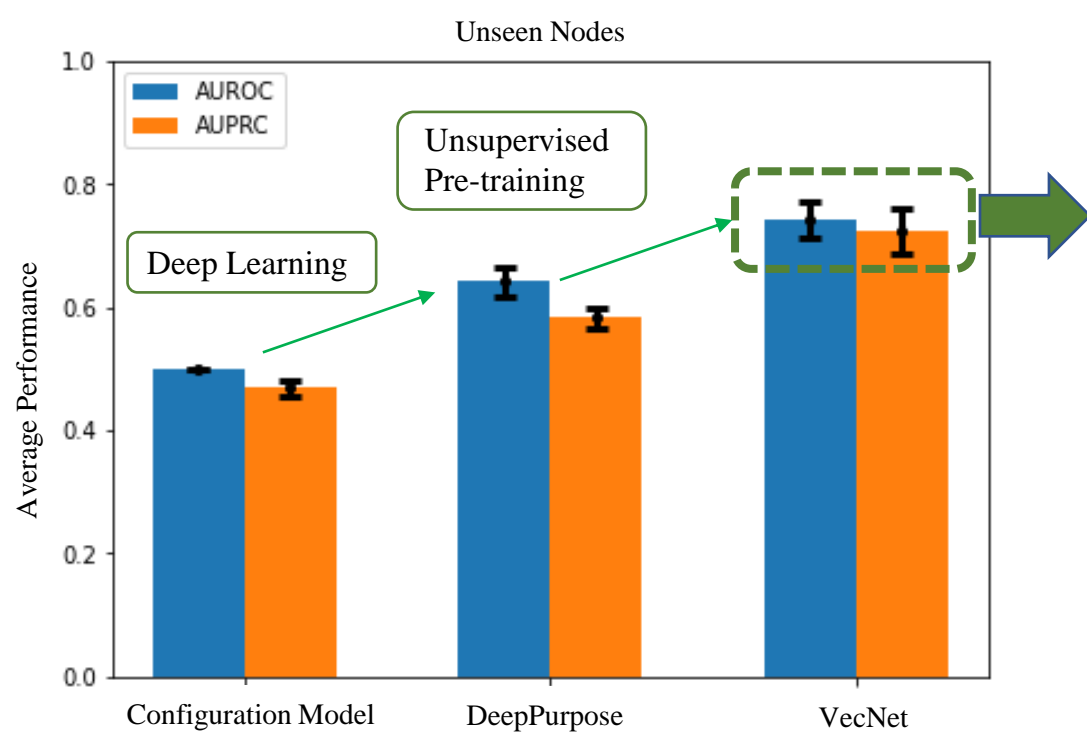 Unseen Nodes
1.0
AUROC
AUPRC
Unsupervised
Pre-training
0.8
Deep Learning
0.6
Average Performance
0.4
0.2
0.0
Configuration Model
DeepPurpose
VecNet